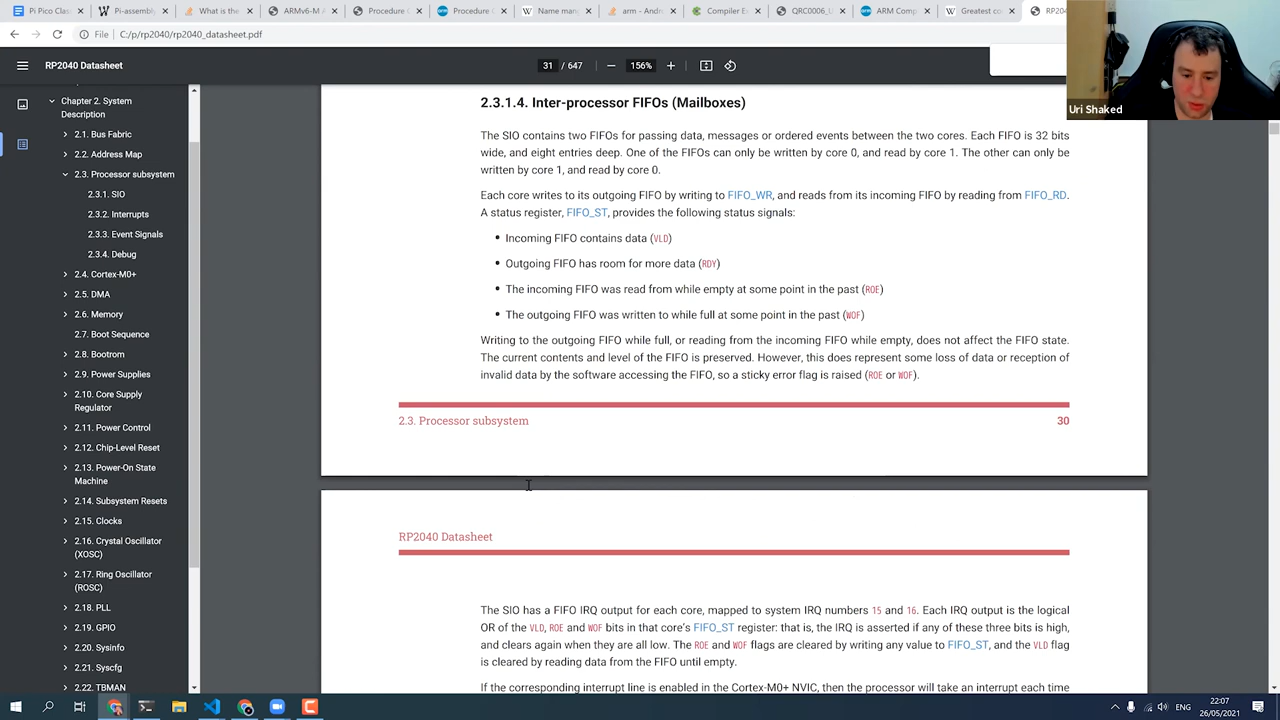 Pi Pico Clas
Pi-assembly
What is the
ARMv6-M A
Procedure C
Procedure C
Name mang
arm - Andro
Compiler Ex
QRC0006_U
ARM Comp
Greatest co
RP20
File
C:/p/rp2040/rp2040_datasheet.pdf
RP2040 Datasheet
31 / 647
156%
Uri Shaked
Chapter 2. System
Description
2.1. Bus Fabric
2.2. Address Map
2.3. Processor subsystem
2.3.1. SIO
2.3.2. Interrupts
2.3.3. Event Signals
2.3.4. Debug
2.4. Cortex-M0+
2.5. DMA
2.6. Memory
2.7. Boot Sequence
2.8. Bootrom
2.9. Power Supplies
2.10. Core Supply
Regulator
2.11. Power Control
2.12. Chip-Level Reset
2.13. Power-On State
Machine
2.14. Subsystem Resets
2.15. Clocks
2.16. Crystal Oscillator
(XOSC)
2.17. Ring Oscillator
(ROSC)
2.18. PLL
2.19. GPIO
2.20. Sysinfo
2.21. Syscfg
2.22. TBMAN
2.3.1.4. Inter-processor FIFOs (Mailboxes)
The SIO contains two FIFOs for passing data, messages or ordered events between the two cores. Each FIFO is 32 bits
wide, and eight entries deep. One of the FIFOs can only be written by core 0, and read by core 1. The other can only be
written by core 1, and read by core 0.
Each core writes to its outgoing FIFO by writing to FIFO_WR, and reads from its incoming FIFO by reading from FIFO_RD.
A status register, FIFO_ST, provides the following status signals:
• Incoming FIFO contains data (VLD)
• Outgoing FIFO has room for more data (RDY)
• The incoming FIFO was read from while empty at some point in the past (ROE)
• The outgoing FIFO was written to while full at some point in the past (WOF)
Writing to the outgoing FIFO while full, or reading from the incoming FIFO while empty, does not affect the FIFO state.
The current contents and level of the FIFO is preserved. However, this does represent some loss of data or reception of
invalid data by the software accessing the FIFO, so a sticky error flag is raised (ROE or WOF).
2.3. Processor subsystem
30
RP2040 Datasheet
The SIO has a FIFO IRQ output for each core, mapped to system IRQ numbers 15 and 16. Each IRQ output is the logical
OR of the VLD, ROE and WOF bits in that core's FIFO_ST register: that is, the IRQ is asserted if any of these three bits is high,
and clears again when they are all low. The ROE and WOF flags are cleared by writing any value to FIFO_ST, and the VLD flag
is cleared by reading data from the FIFO until empty.
If the corresponding interrupt line is enabled in the Cortex-M0+ NVIC, then the processor will take an interrupt each time
ENG
22:07
26/05/2021